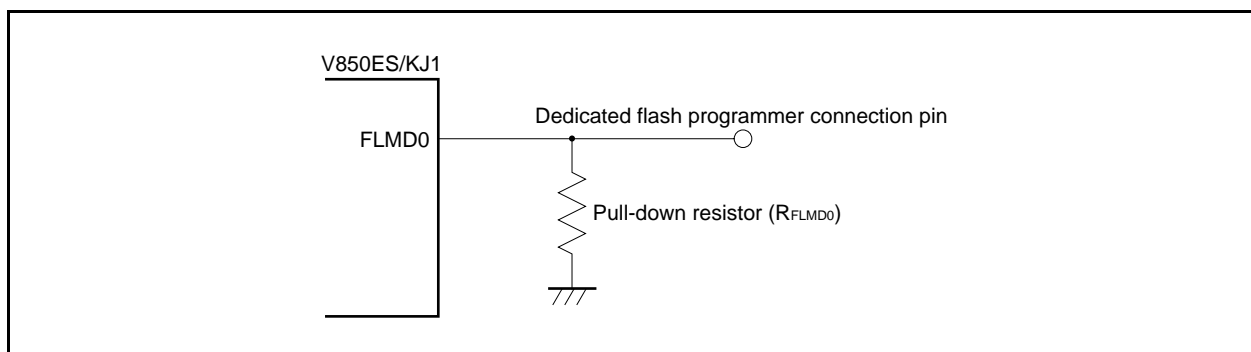 V850ES/KJ1
Dedicated flash programmer connection pin
FLMD0
Pull-down resistor (RFLMD0)